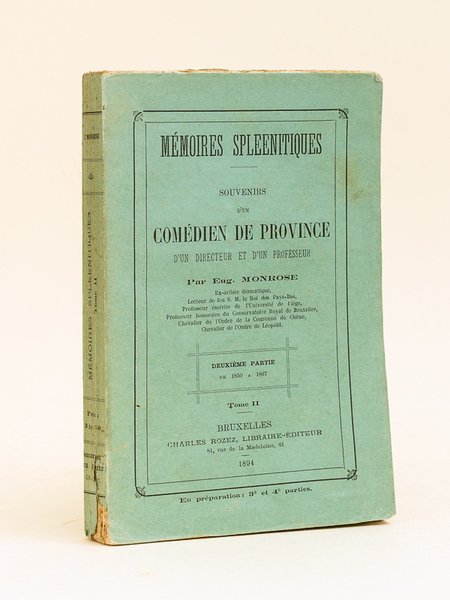 MÉMOIRES SPLEENITIQUES
SOUVENIRS
D'UN
COMÉDIEN DE PROVINCE
D'UN DIRECTEUR ET D'UN PROFESSEUR
Par Eug. MONROSE
Ex-artiste dramatique,
Lecteur de feu S. M. le Roi des Pays-Bas,
Professeur émérite de l'Université de Liége,
Professeur honoraire du Conservatoire Royal de Bruxelles,
Chevalier de l'Ordre de la Couronne de Chêne,
Chevalier de l'Ordre de Léopold.
DEUXIÈME PARTIE
DE 1850 A 1867
Tome II
BRUXELLES
CHARLES ROZEZ, LIBRAIRE-ÉDITEUR
81, rue de la Madeleine, 81
1894
En préparation: 3e et 4e parties.
MONROSE
MÉMOIRES SPLEENITIQUES
Tome II